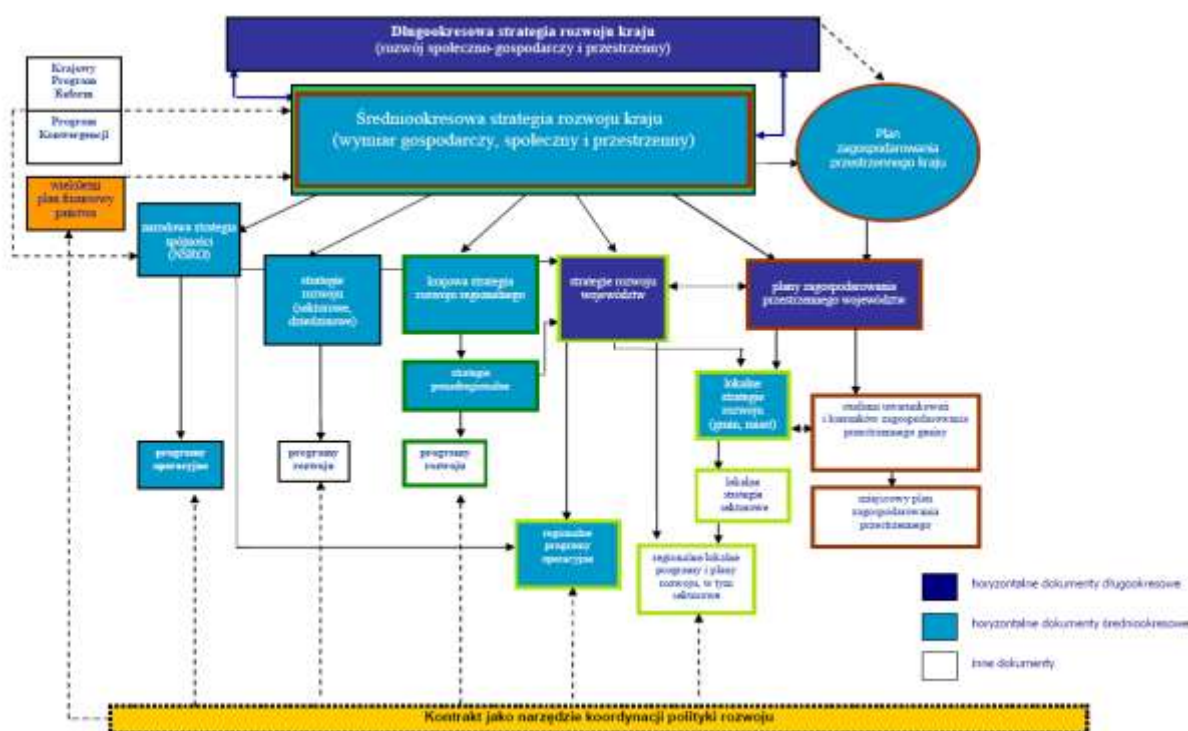 Długookresowa strategia rozwoju kraju
(rozwój społeczno-gospodarczy i przestrzenny)
Krajowy
Program
Reform
Program
Konwergencji
Średniookresowa strategia rozwoju kraju
(wymiar gospodarczy, społeczny i przestrzenny)
Plan
zagospodarowania
przestrzennego kraju
wieloletni
plan finansowy
państwa
narodowa strategia
spójności
(NSRO)
strategie
rozwoju
(sektorowe,
dziedzinowe)
krajowa strategia
rozwoju regionalnego
strategie rozwoju
województw
plany zagospodarowania
przestrzennego województw
strategie
ponadregionalne
lokalne
strategie
rozwoju
(gmin, miast)
studium uwarunkowań
i kierunków zagospodarowania
przestrzennego gminy
programy
operacyjne
programy
rozwoju
programy
rozwoju
lokalne
strategie
sektorowe
miejscowy plan
zagospodarowania
przestrzennego
regionalne
programy
operacyjne
regionalne lokalne
programy i plany
rozwoju, w tym
sektorowe
horyzontalne dokumenty długookresowe
horyzontalne dokumenty średniookresowe
inne dokumenty
Kontrakt jako narzędzie koordynacji polityki rozwoju